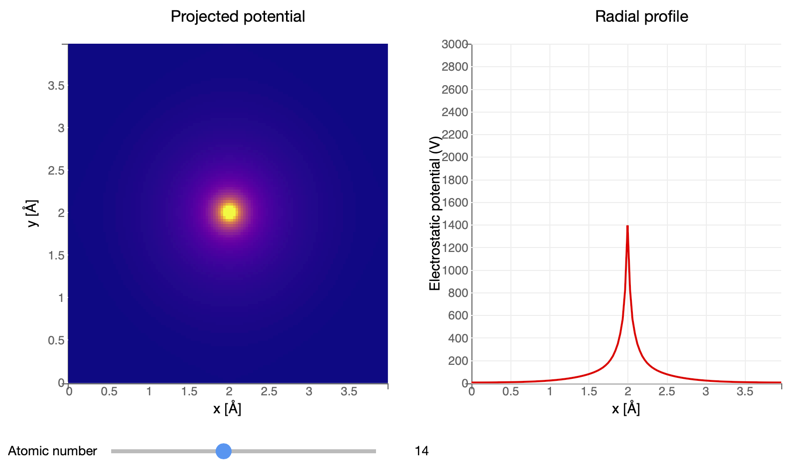 Projected potential
Radial profile
y [Å]
3.5
3
2.5
2
1.5
1
0.5
0
0 0.5 1 1.5 2 2.5 3 3.5
x [Å]
Electrostatic potential (V)
3000
2800
2600
2400
2200
2000
1800
1600
1400
1200
1000
800
600
400
200
0
0 0.5 1 1.5 2 2.5 3 3.5
x [Å]
Atomic number 14